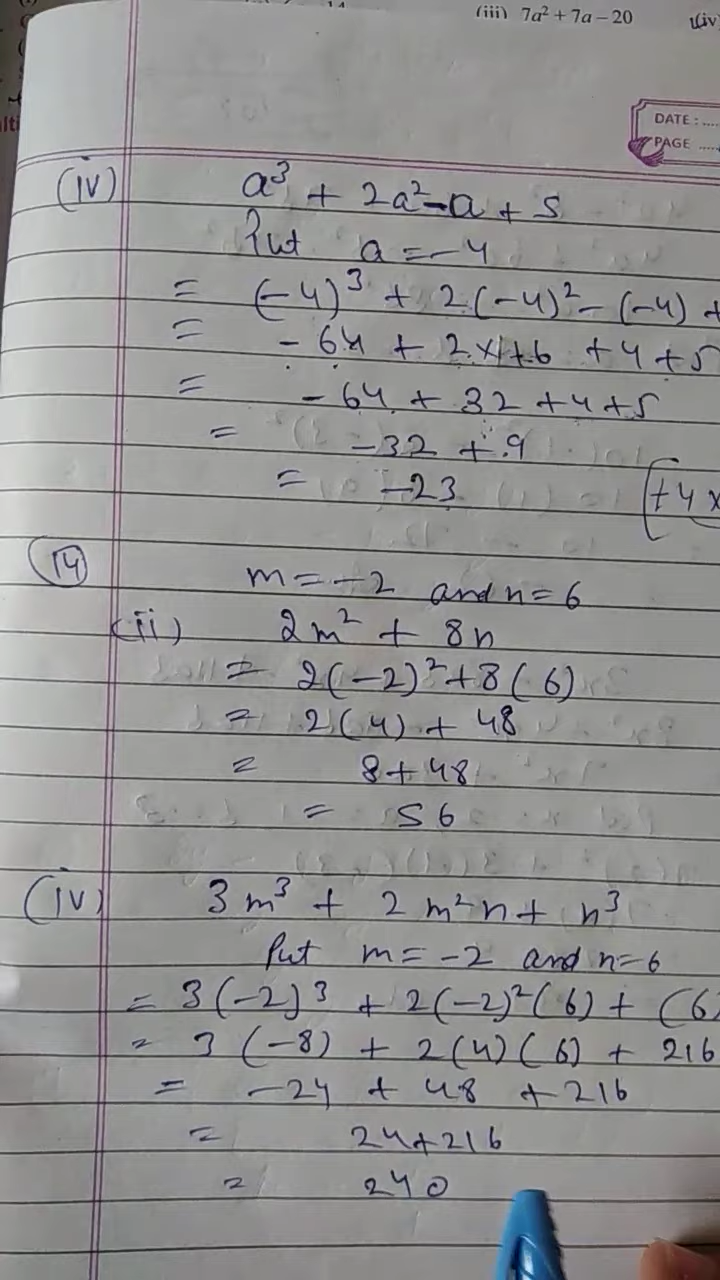 (iii) 7a² + 7a – 20
(iv)
DATE : ....
PAGE .....
(iv) a³ + 2a² - a + 5
Put a = -4
= (-4)³ + 2(-4)² - (-4) +
= - 64 + 2×16 + 4 + 5
= - 64 + 32 + 4 + 5
= -32 + 9
= -23
(+4 ×
(14) m = -2 and n = 6
(ii) 2m² + 8n
= 2(-2)² + 8(6)
= 2(4) + 48
= 8 + 48
= 56
(iv) 3m³ + 2m²n + n³
Put m = -2 and n = 6
= 3(-2)³ + 2(-2)²(6) + (6)
= 3(-8) + 2(4)(6) + 216
= -24 + 48 + 216
= 24 + 216
= 240